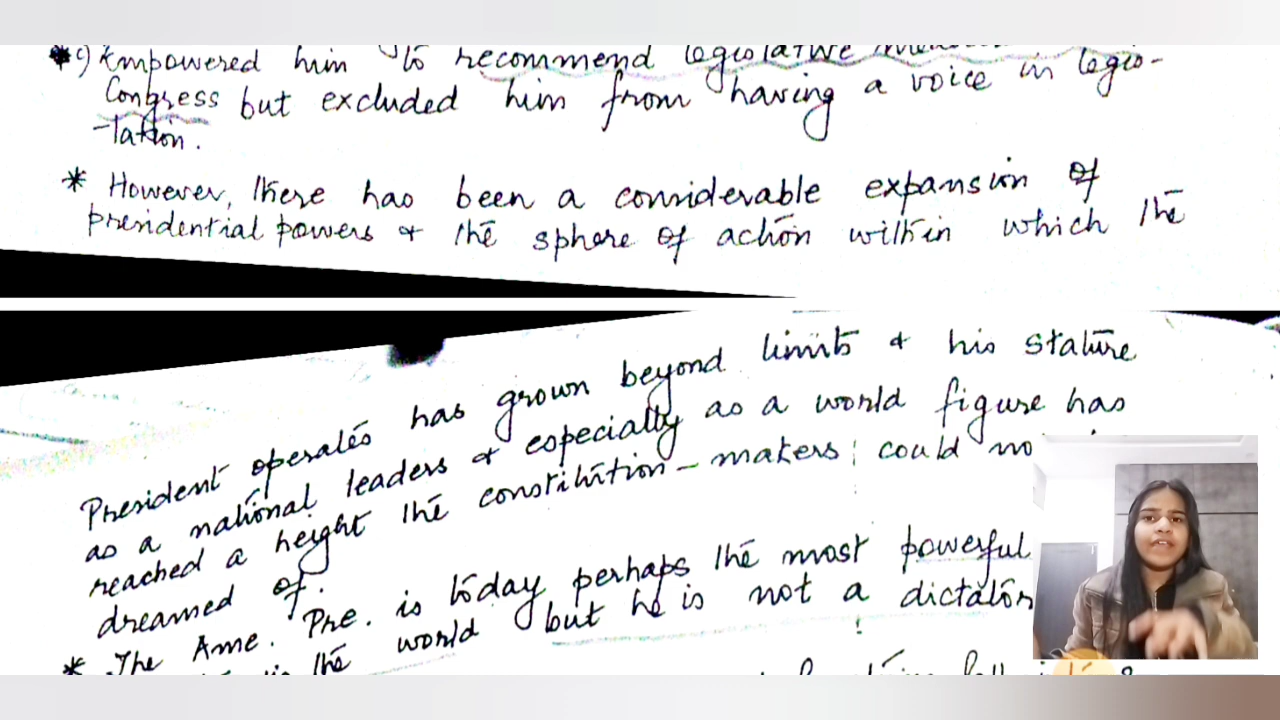 * c) Empowered him to recommend legislative
Congress but excluded him from having a voice in legis-
-lation.
* However, there has been a considerable expansion of
presidential powers & the sphere of action within which the
President operates has grown beyond limits & his stature
as a national leaders & especially as a world figure has
reached a height the constitution-makers could no
dreamed of.
* The Ame. Pre. is today perhaps the most powerful
the world but he is not a dictator